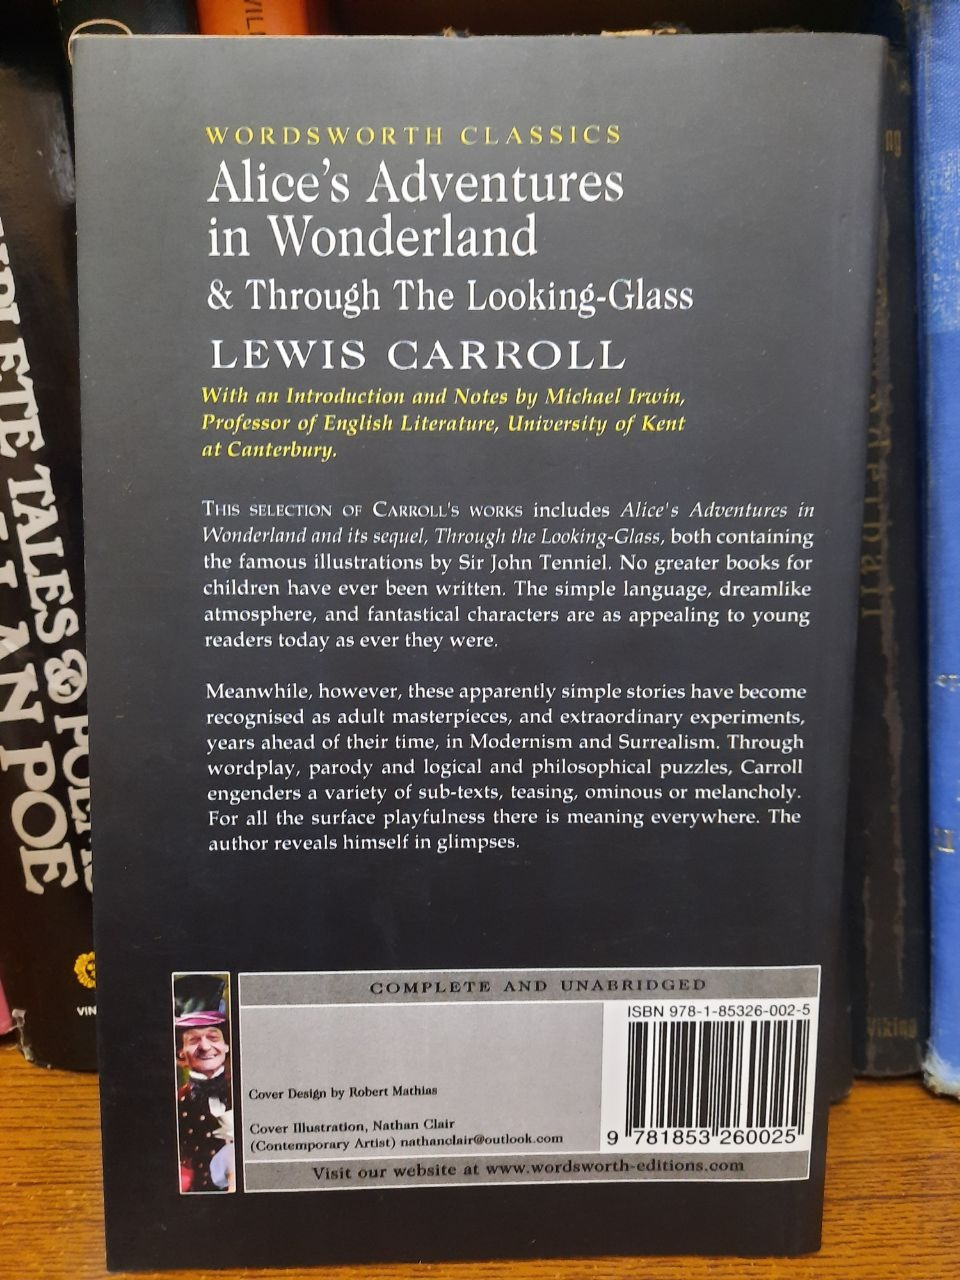 WORDSWORTH CLASSICS
Alice's Adventures
in Wonderland
& Through The Looking-Glass
LEWIS CARROLL
With an Introduction and Notes by Michael Irwin,
Professor of English Literature, University of Kent
at Canterbury.
THIS SELECTION OF CARROLL'S WORKS includes Alice's Adventures in
Wonderland and its sequel, Through the Looking-Glass, both containing
the famous illustrations by Sir John Tenniel. No greater books for
children have ever been written. The simple language, dreamlike
atmosphere, and fantastical characters are as appealing to young
readers today as ever they were.
Meanwhile, however, these apparently simple stories have become
recognised as adult masterpieces, and extraordinary experiments,
years ahead of their time, in Modernism and Surrealism. Through
wordplay, parody and logical and philosophical puzzles, Carroll
engenders a variety of sub-texts, teasing, ominous or melancholy.
For all the surface playfulness there is meaning everywhere. The
author reveals himself in glimpses.
COMPLETE AND UNABRIDGED
ISBN 978-1-85326-002-5
Cover Design by Robert Mathias
Cover Illustration, Nathan Clair
(Contemporary Artist) nathanclair@outlook.com
9 781853 260025
Visit our website at www.wordsworth-editions.com
TALES &
POE
VIN
Viking